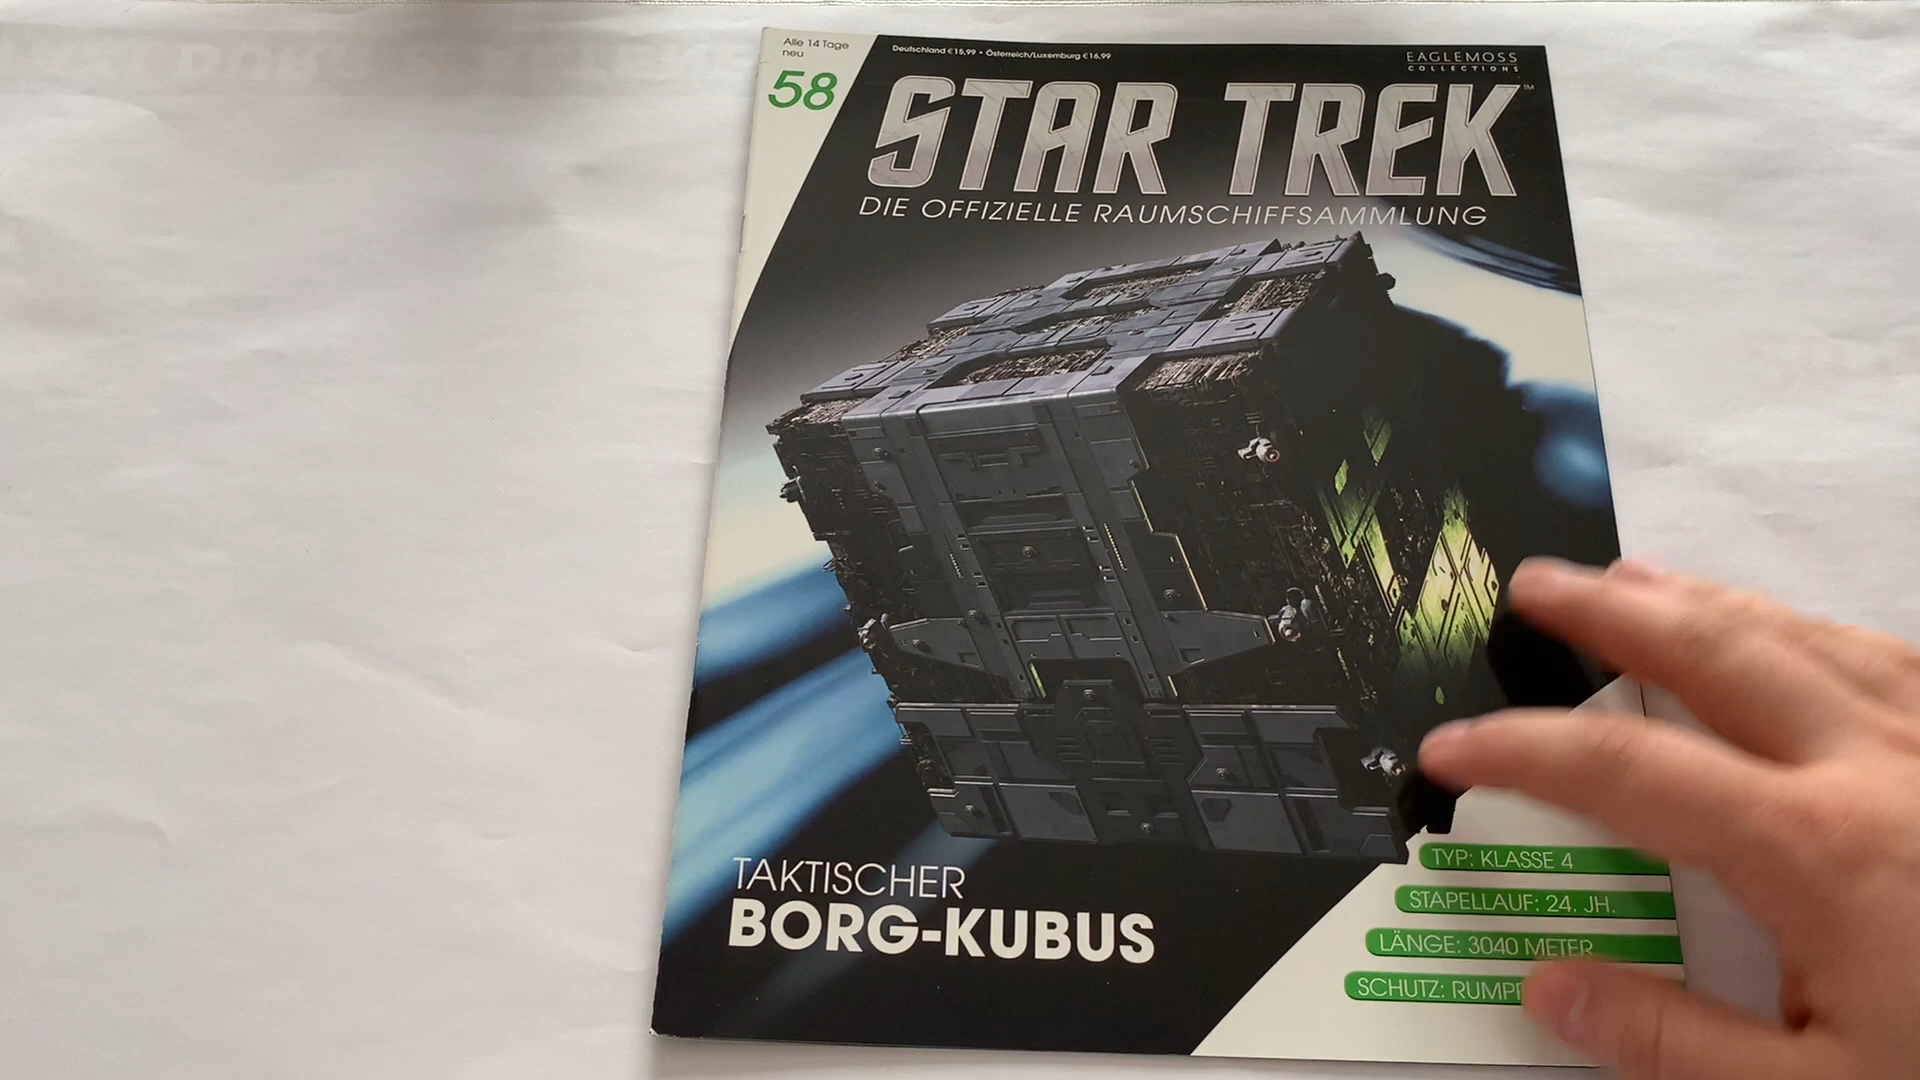 Alle 14 Tage
neu
58
Deutschland €15,99 • Österreich/Luxemburg €16,99
EAGLEMOSS
COLLECTIONS
STAR TREK™
DIE OFFIZIELLE RAUMSCHIFFSAMMLUNG
TAKTISCHER
BORG-KUBUS
TYP: KLASSE 4
STAPELLAUF: 24. JH.
LÄNGE: 3040 METER
SCHUTZ: